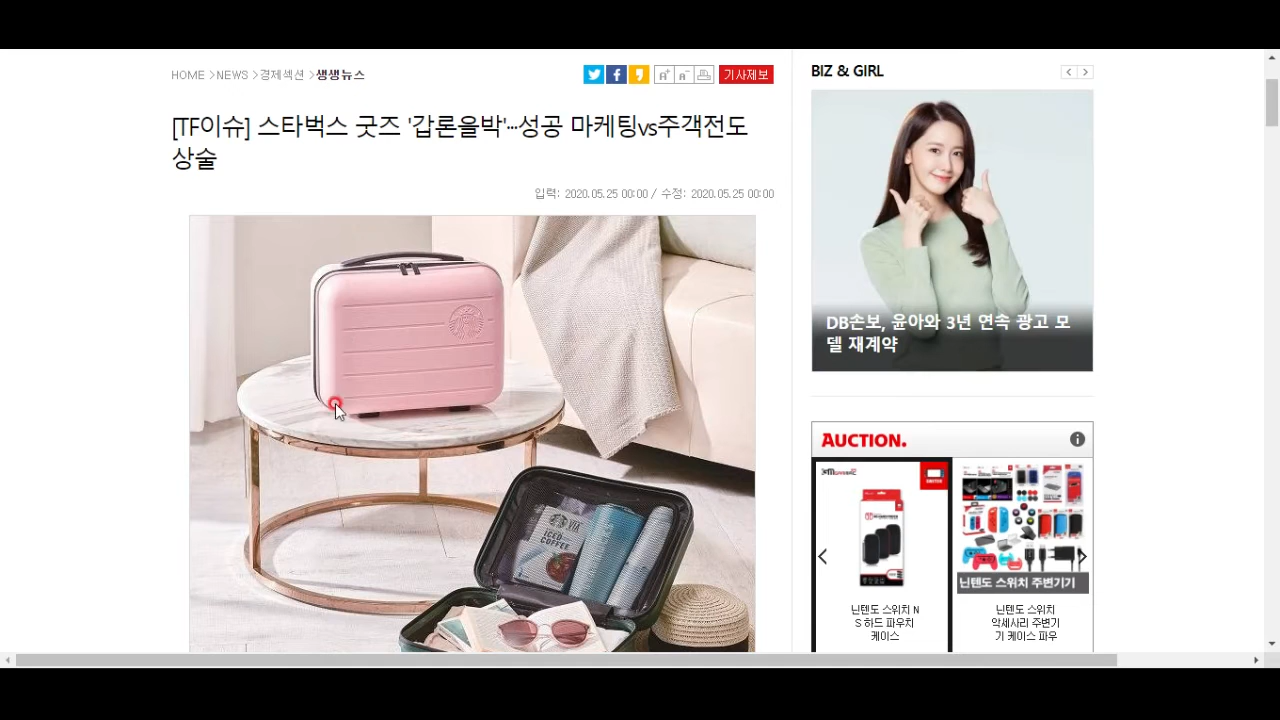 HOME >NEWS >경제섹션 >생생뉴스
기사제보
[TF이슈] 스타벅스 굿즈 '갑론을박'…성공 마케팅vs주객전도
상술
입력: 2020.05.25 00:00 / 수정: 2020.05.25 00:00
ICED
COFFEE
BIZ & GIRL
DB손보, 윤아와 3년 연속 광고 모
델 재계약
AUCTION.
닌텐도 스위치 N
S 하드 파우치
케이스
닌텐도 스위치 주변기기
닌텐도 스위치
악세사리 주변기
기 케이스 파우